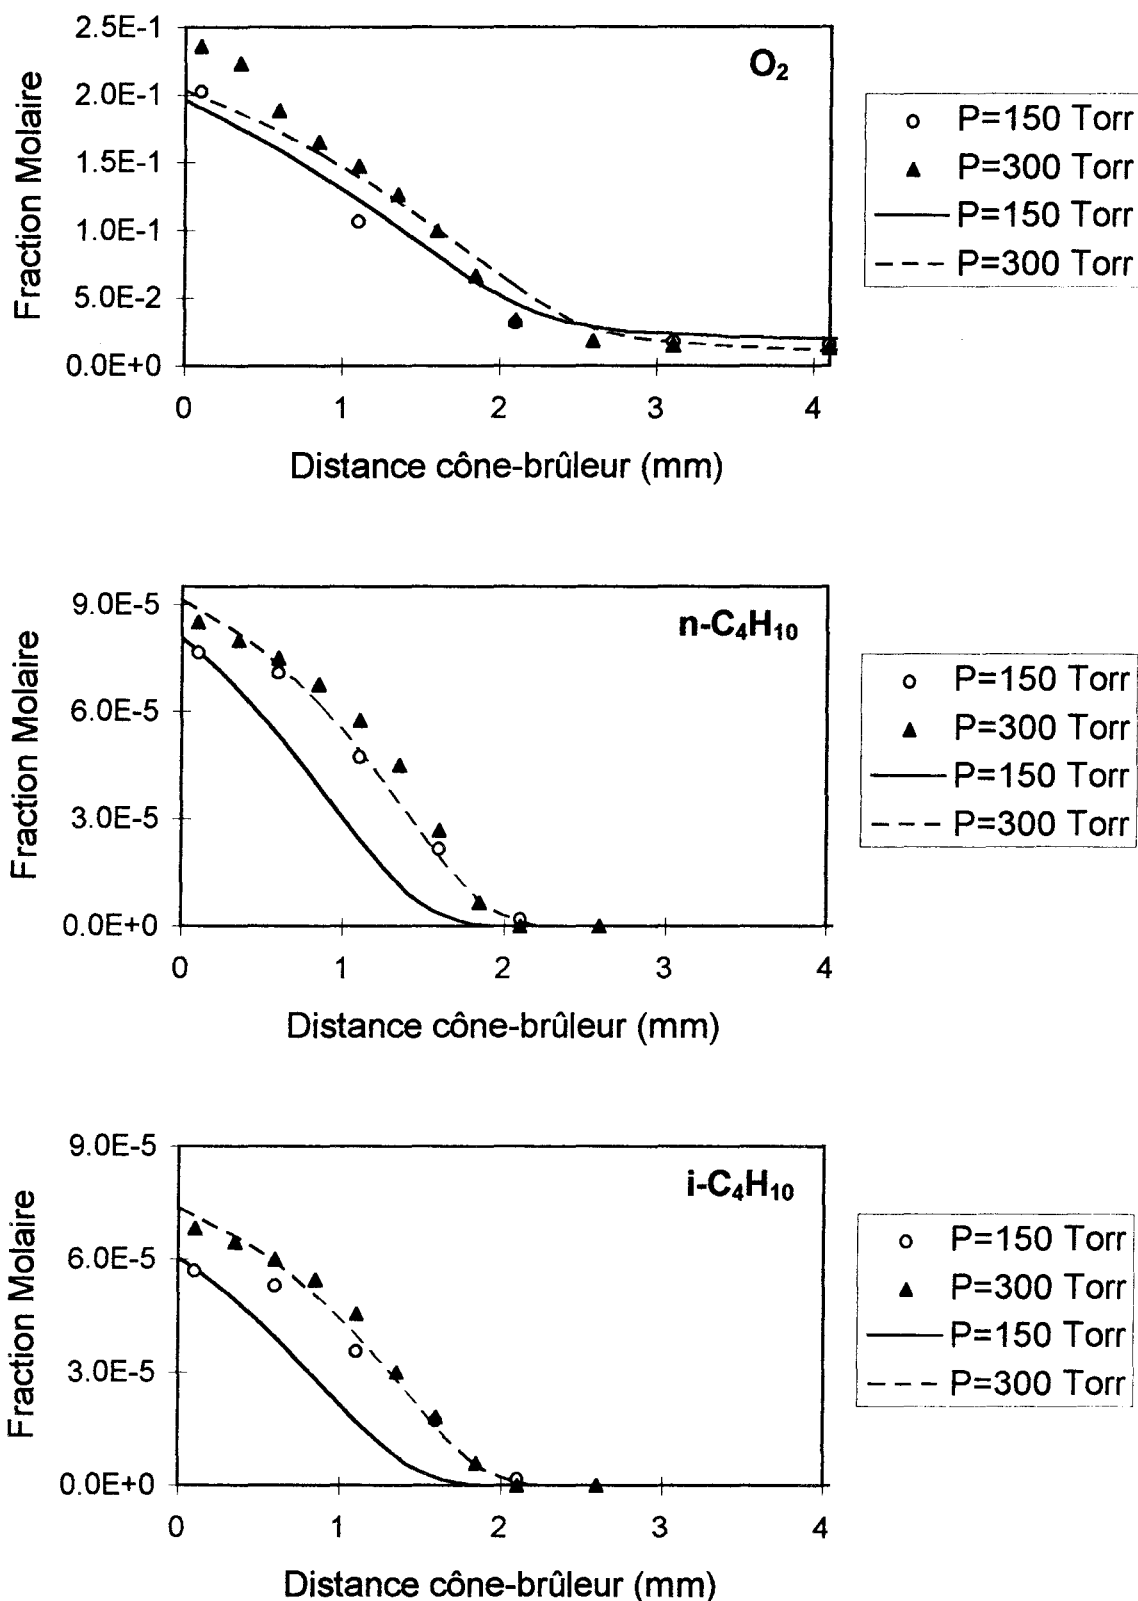 2.5E-1
2.0E-1
1.5E-1
1.0E-1
5.0E-2
0.0E+0
Fraction Molaire
O₂
0 1 2 3 4
Distance cône-brûleur (mm)
P=150 Torr
P=300 Torr
P=150 Torr
P=300 Torr
9.0E-5
6.0E-5
3.0E-5
0.0E+0
Fraction Molaire
n-C₄H₁₀
0 1 2 3 4
Distance cône-brûleur (mm)
P=150 Torr
P=300 Torr
P=150 Torr
P=300 Torr
9.0E-5
6.0E-5
3.0E-5
0.0E+0
Fraction Molaire
i-C₄H₁₀
0 1 2 3 4
Distance cône-brûleur (mm)
P=150 Torr
P=300 Torr
P=150 Torr
P=300 Torr